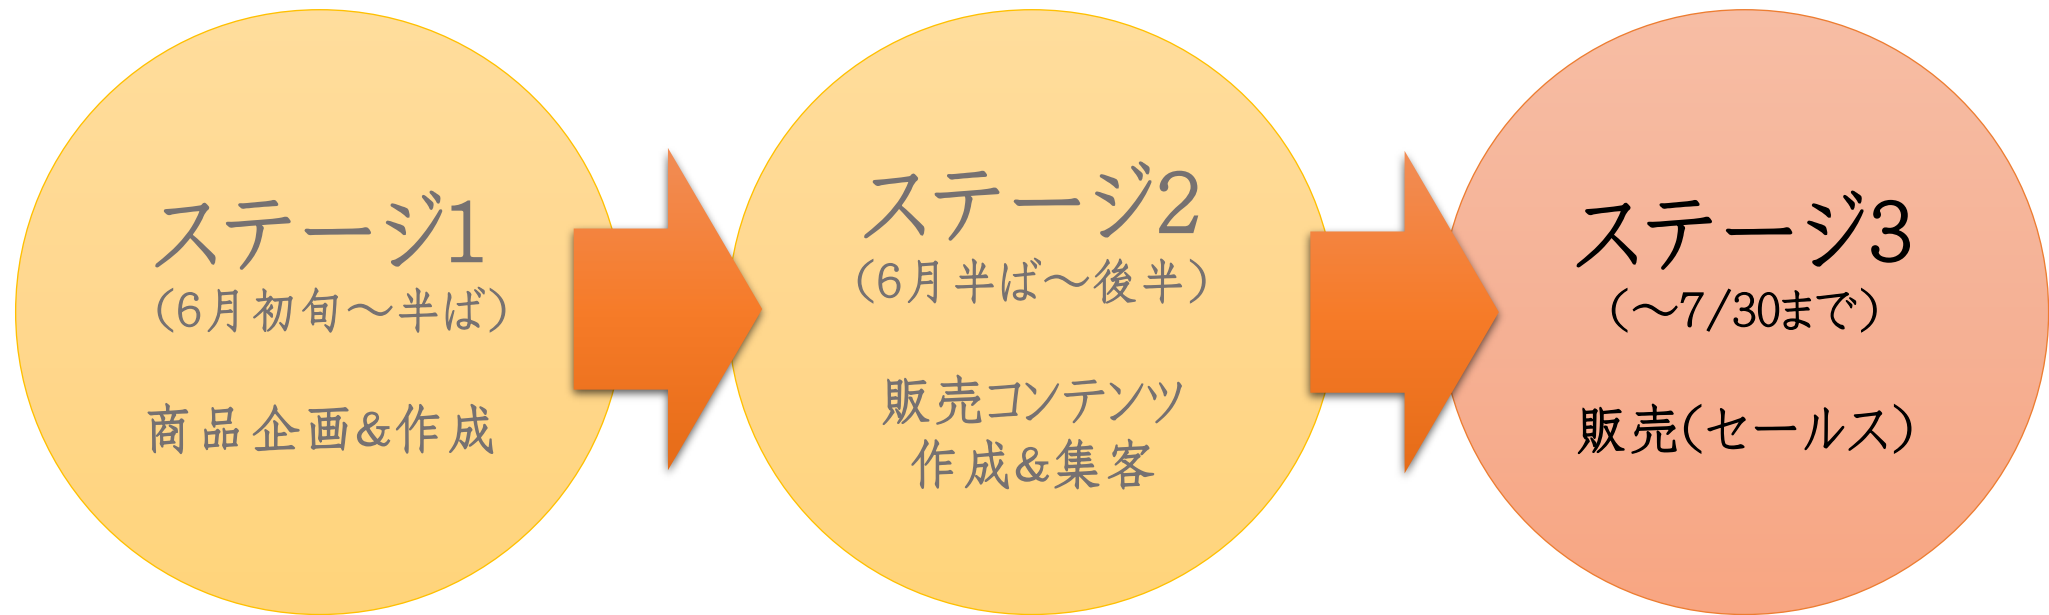 ステージ1
（6月初旬～半ば）
商品企画&作成
ステージ2
（6月半ば～後半）
販売コンテンツ
作成&集客
ステージ3
（～7/30まで）
販売(セールス)